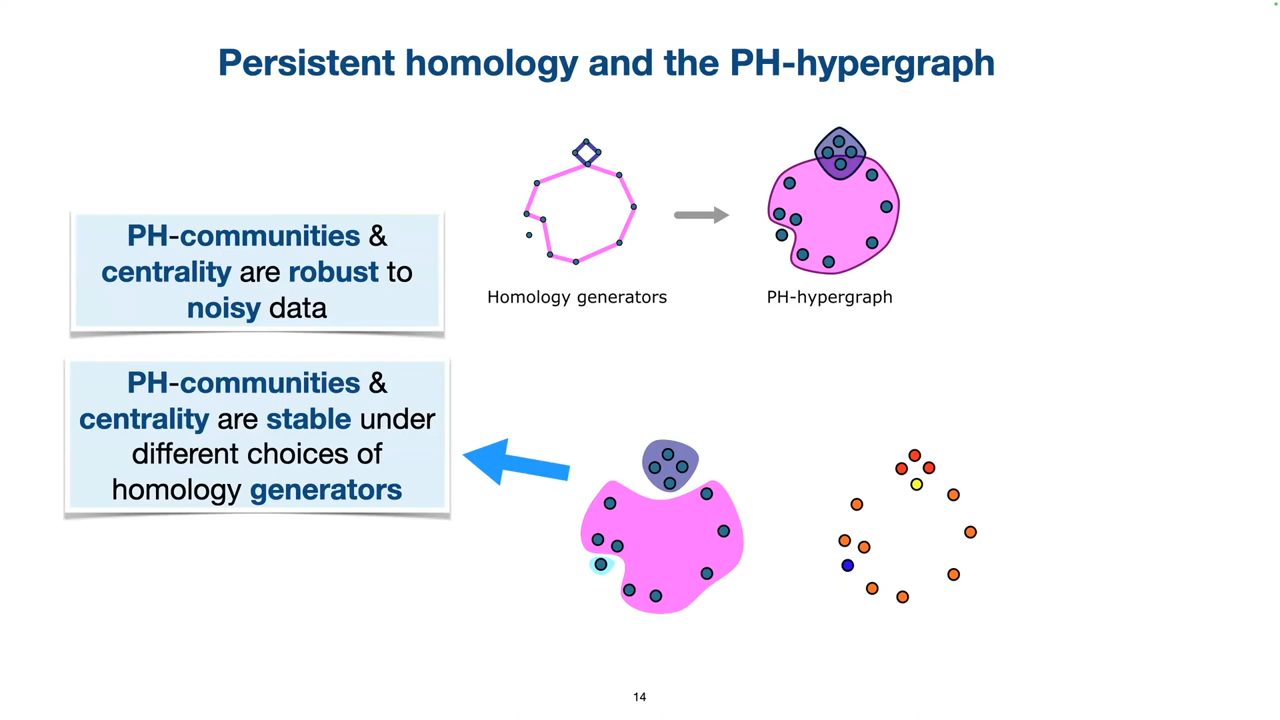 Persistent homology and the PH-hypergraph
PH-communities &
centrality are robust to
noisy data
Homology generators
PH-hypergraph
PH-communities &
centrality are stable under
different choices of
homology generators
14